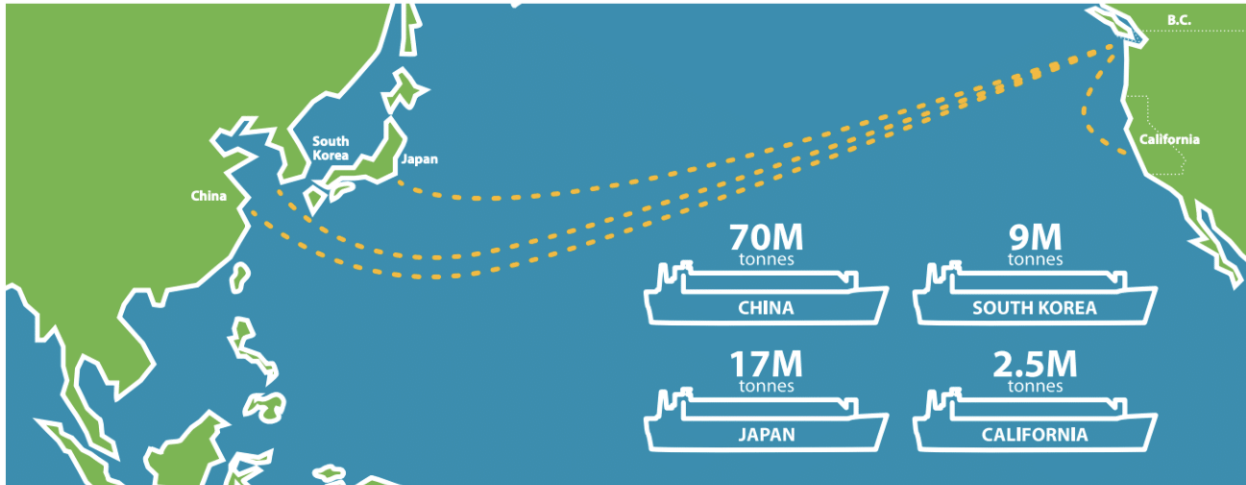 B.C.
South
Korea
Japan
California
China
70M
tonnes
CHINA
9M
tonnes
SOUTH KOREA
17M
tonnes
JAPAN
2.5M
tonnes
CALIFORNIA